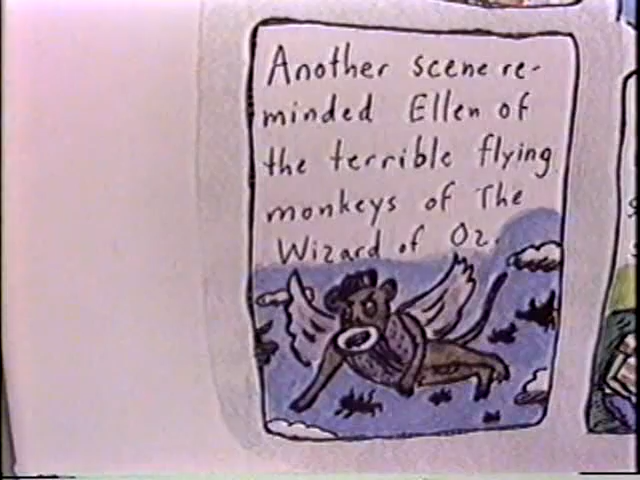 Another scene re-
minded Ellen of
the terrible flying
monkeys of The
Wizard of Oz.